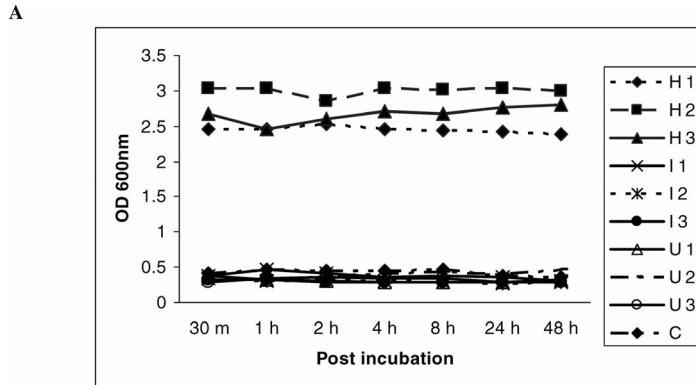 A
3.5
3
2.5
2
1.5
1
0.5
0
OD 600nm
30 m 1 h 2 h 4 h 8 h 24 h 48 h
Post incubation
H 1
H 2
H 3
I 1
I 2
I 3
U 1
U 2
U 3
C